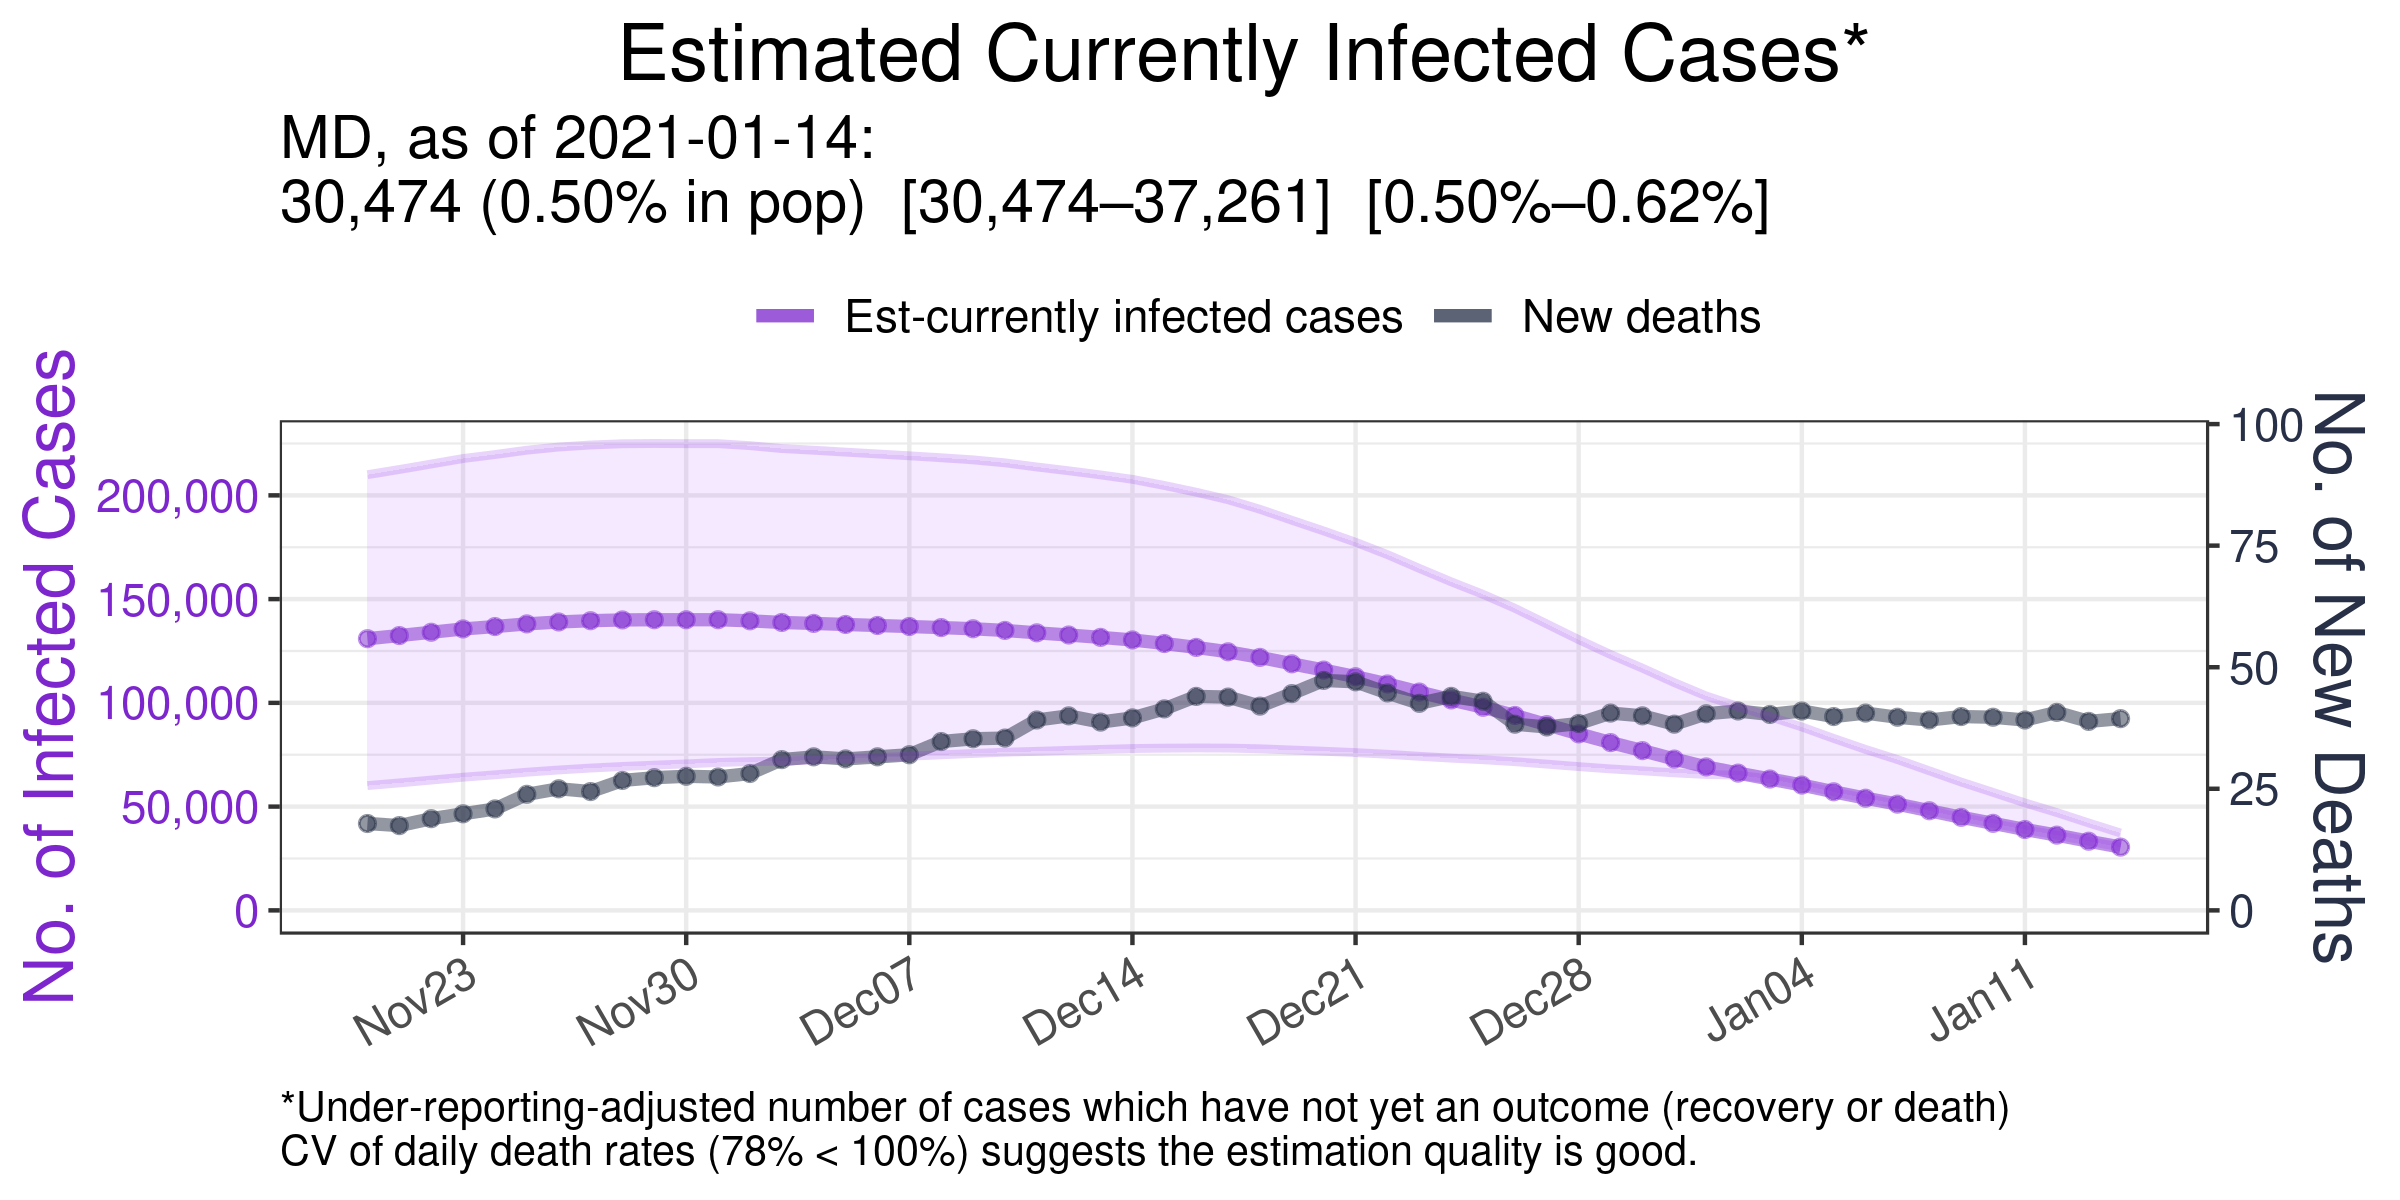 Estimated Currently Infected Cases*
MD, as of 2021-01-14:
30,474 (0.50% in pop)  [30,474–37,261]  [0.50%–0.62%]
Est-currently infected cases
New deaths
No. of Infected Cases
200,000
150,000
100,000
50,000
0
100
75
50
25
0
No. of New Deaths
Nov23
Nov30
Dec07
Dec14
Dec21
Dec28
Jan04
Jan11
*Under-reporting-adjusted number of cases which have not yet an outcome (recovery or death)
CV of daily death rates (78% < 100%) suggests the estimation quality is good.